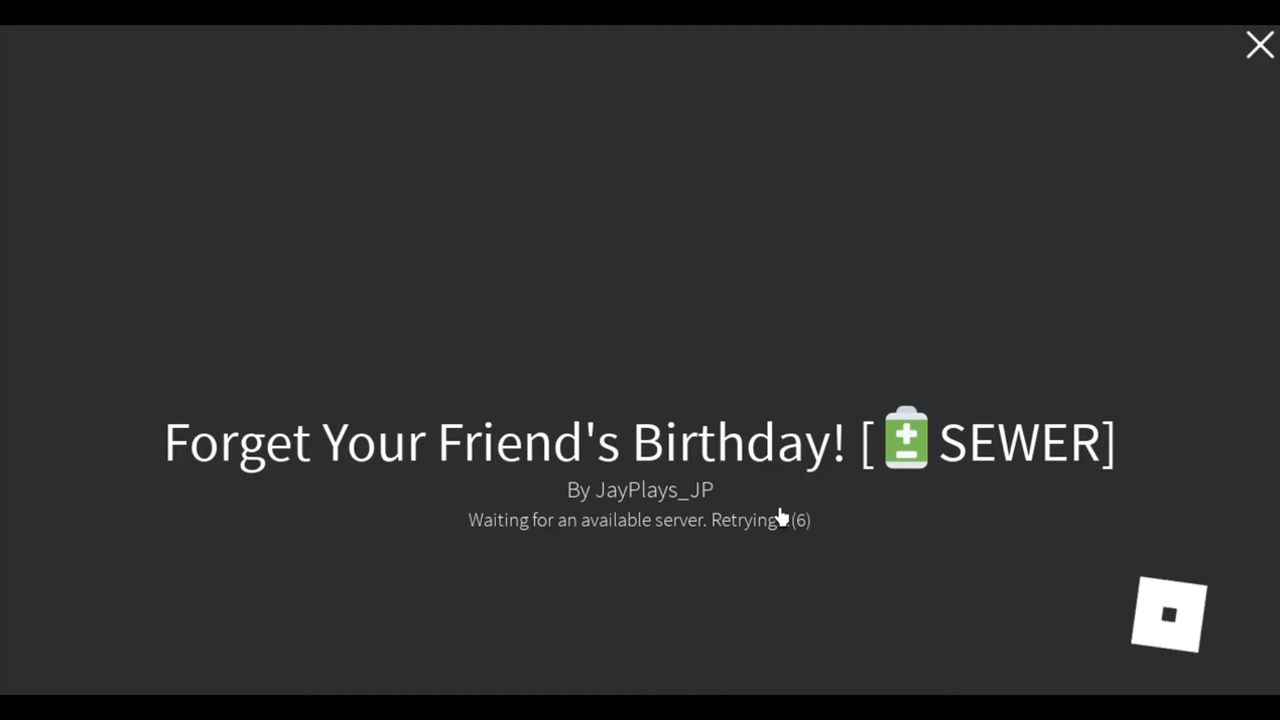 Forget Your Friend's Birthday! [🔋SEWER]
By JayPlays_JP
Waiting for an available server. Retrying (6)